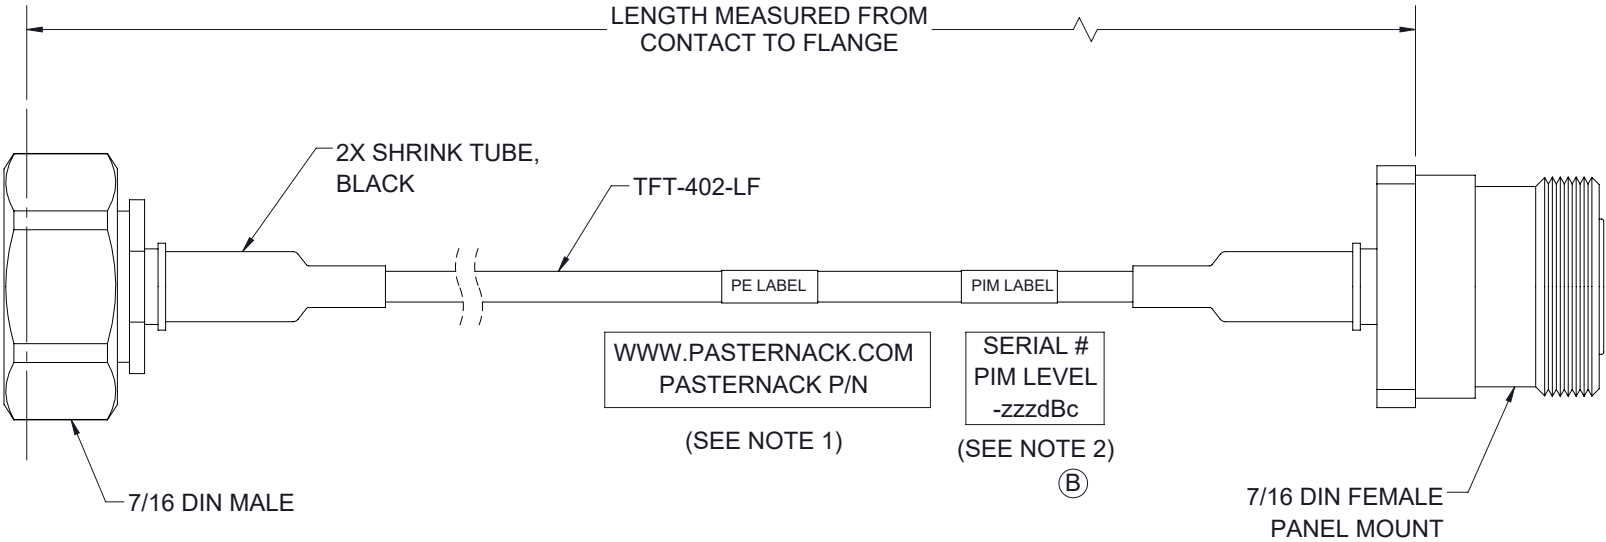 LENGTH MEASURED FROM
CONTACT TO FLANGE
2X SHRINK TUBE,
BLACK
TFT-402-LF
PE LABEL
PIM LABEL
WWW.PASTERNACK.COM
PASTERNACK P/N
(SEE NOTE 1)
SERIAL #
PIM LEVEL
-zzzdBc
(SEE NOTE 2)
B
7/16 DIN MALE
7/16 DIN FEMALE
PANEL MOUNT